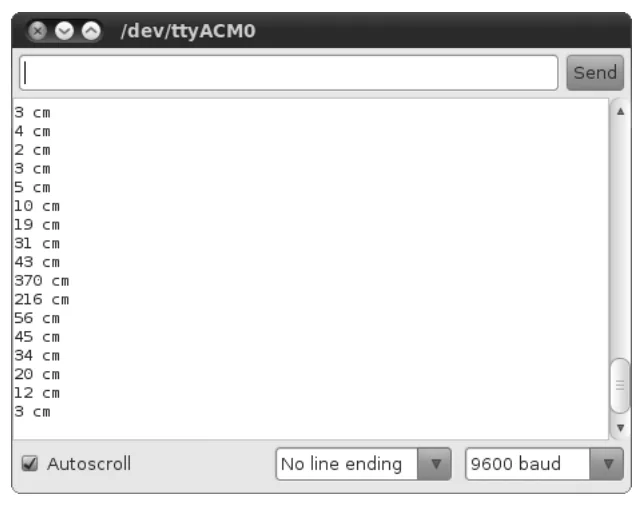 /dev/ttyACM0
Send
3 cm
4 cm
2 cm
3 cm
5 cm
10 cm
19 cm
31 cm
43 cm
370 cm
216 cm
56 cm
45 cm
34 cm
20 cm
12 cm
3 cm
Autoscroll
No line ending
9600 baud